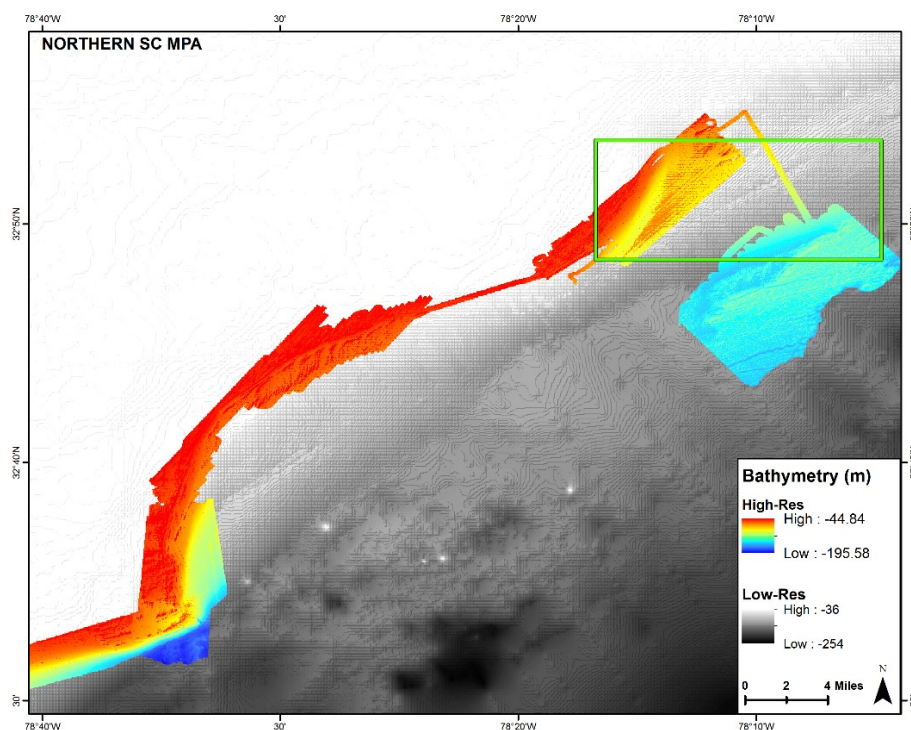 78°40'W 30' 78°20'W 78°10'W
NORTHERN SC MPA
32°50'N
32°40'N
30'
Bathymetry (m)
High-Res
High : -44.84
Low : -195.58
Low-Res
High : -36
Low : -254
N
0 2 4 Miles
78°40'W 30' 78°20'W 78°10'W